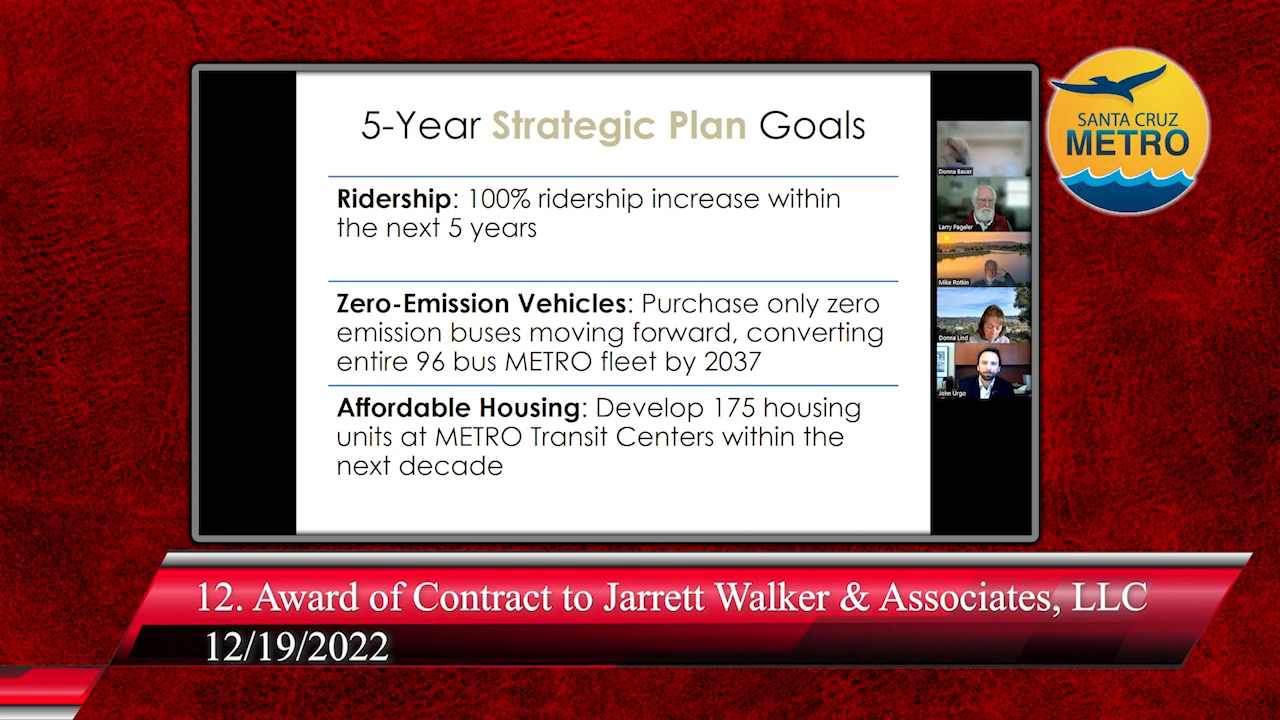 5-Year Strategic Plan Goals
Ridership: 100% ridership increase within
the next 5 years
Zero-Emission Vehicles: Purchase only zero
emission buses moving forward, converting
entire 96 bus METRO fleet by 2037
Affordable Housing: Develop 175 housing
units at METRO Transit Centers within the
next decade
SANTA CRUZ
METRO
Donna Bauer
Larry Pageler
Mike Rotkin
Donna Lind
John Urgo
12. Award of Contract to Jarrett Walker & Associates, LLC
12/19/2022